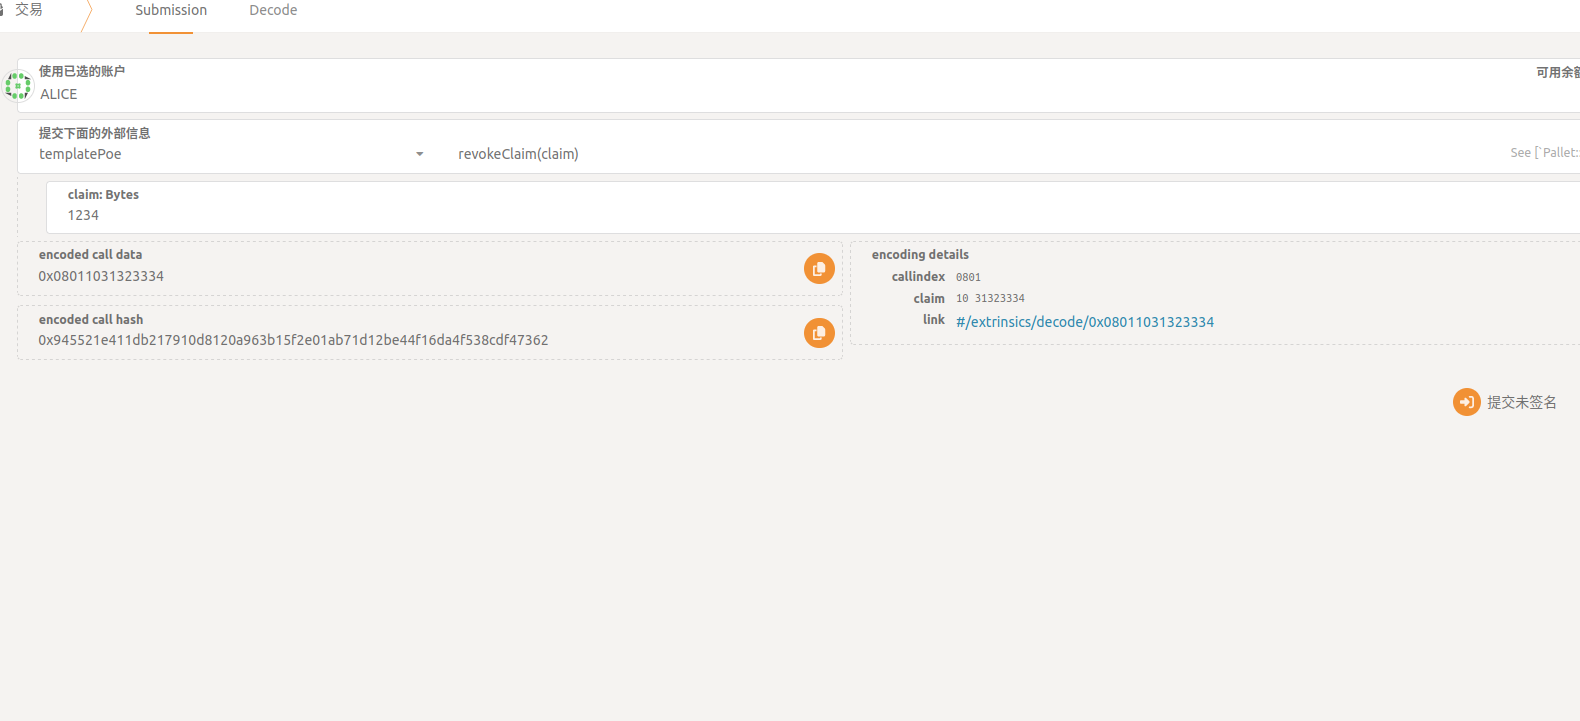 交易 Submission Decode
使用已选的账户 可用余额
ALICE
提交下面的外部信息
templatePoe revokeClaim(claim) See [`Pallet::
claim: Bytes
1234
encoded call data
0x08011031323334
encoding details
callindex 0801
claim 10 31323334
link #/extrinsics/decode/0x08011031323334
encoded call hash
0x945521e411db217910d8120a963b15f2e01ab71d12be44f16da4f538cdf47362
提交未签名